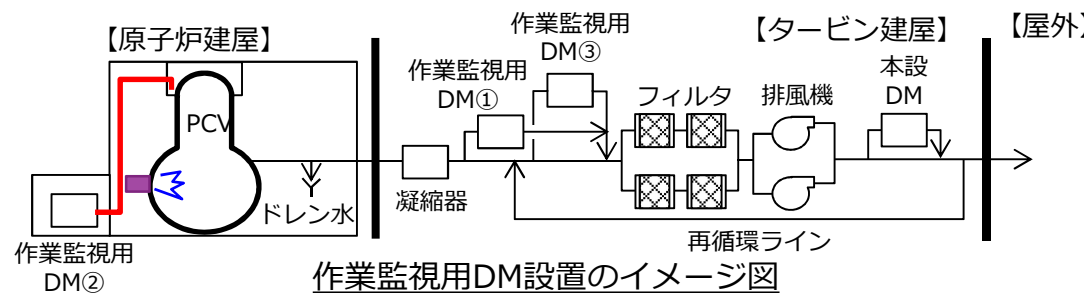 【原子炉建屋】
作業監視用
DM③
【タービン建屋】
【屋外】
作業監視用
DM①
フィルタ
排風機
本設
DM
PCV
凝縮器
ドレン水
再循環ライン
作業監視用
DM②
作業監視用DM設置のイメージ図